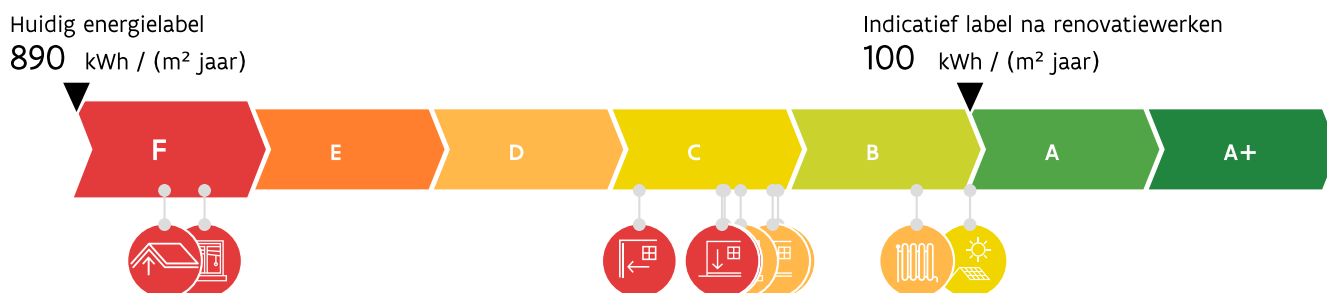 Huidig energielabel
890 kWh / (m² jaar)
Indicatief label na renovatiewerken
100 kWh / (m² jaar)
F E D C B A A+